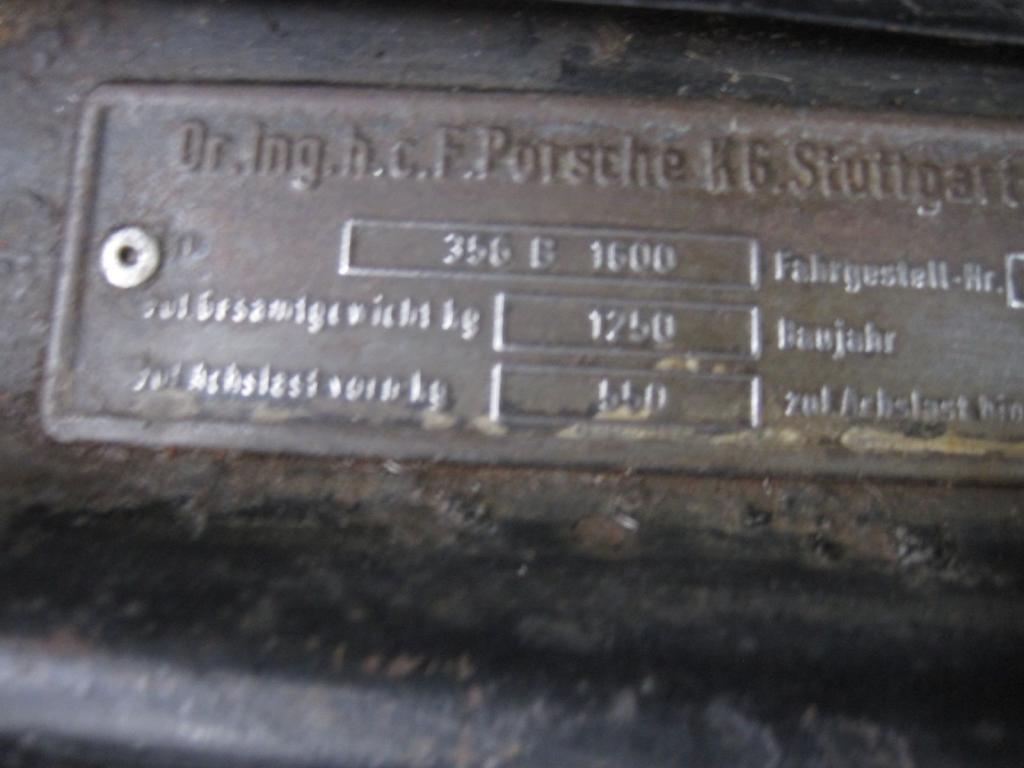 Dr.Ing.h.c.F.Porsche KG.Stuttgart-
356 B 1600 Fahrgestell-Nr.
zul.Gesamtgewicht kg 1250 Baujahr
zul.Achslast vorn kg zul.Achslast